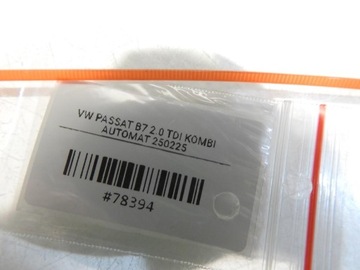 VW PASSAT B7 2.0 TDI KOMBI
AUTOMAT 250225
#78394